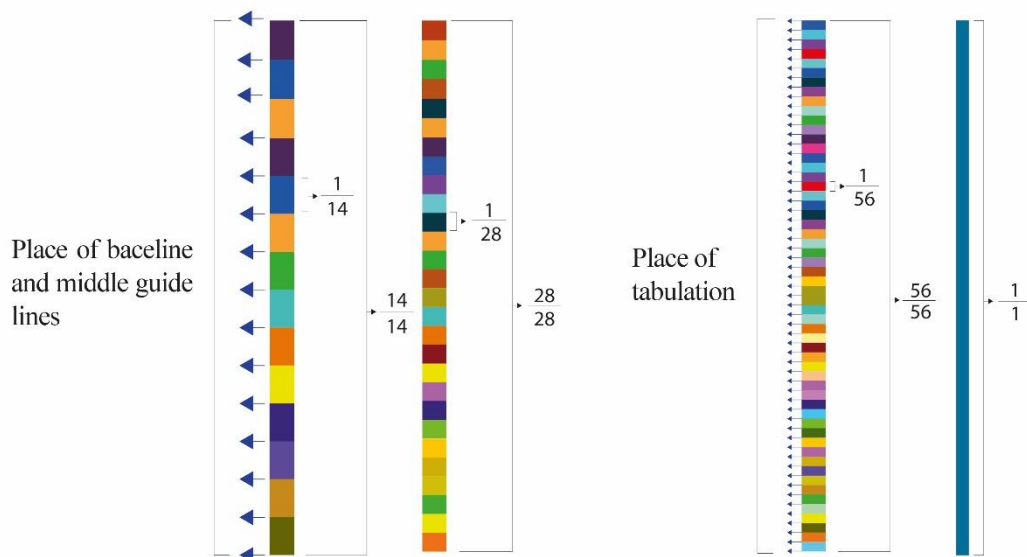 Place of baceline
and middle guide
lines
1
14
14
14
1
28
28
28
Place of
tabulation
1
56
56
56
1
1